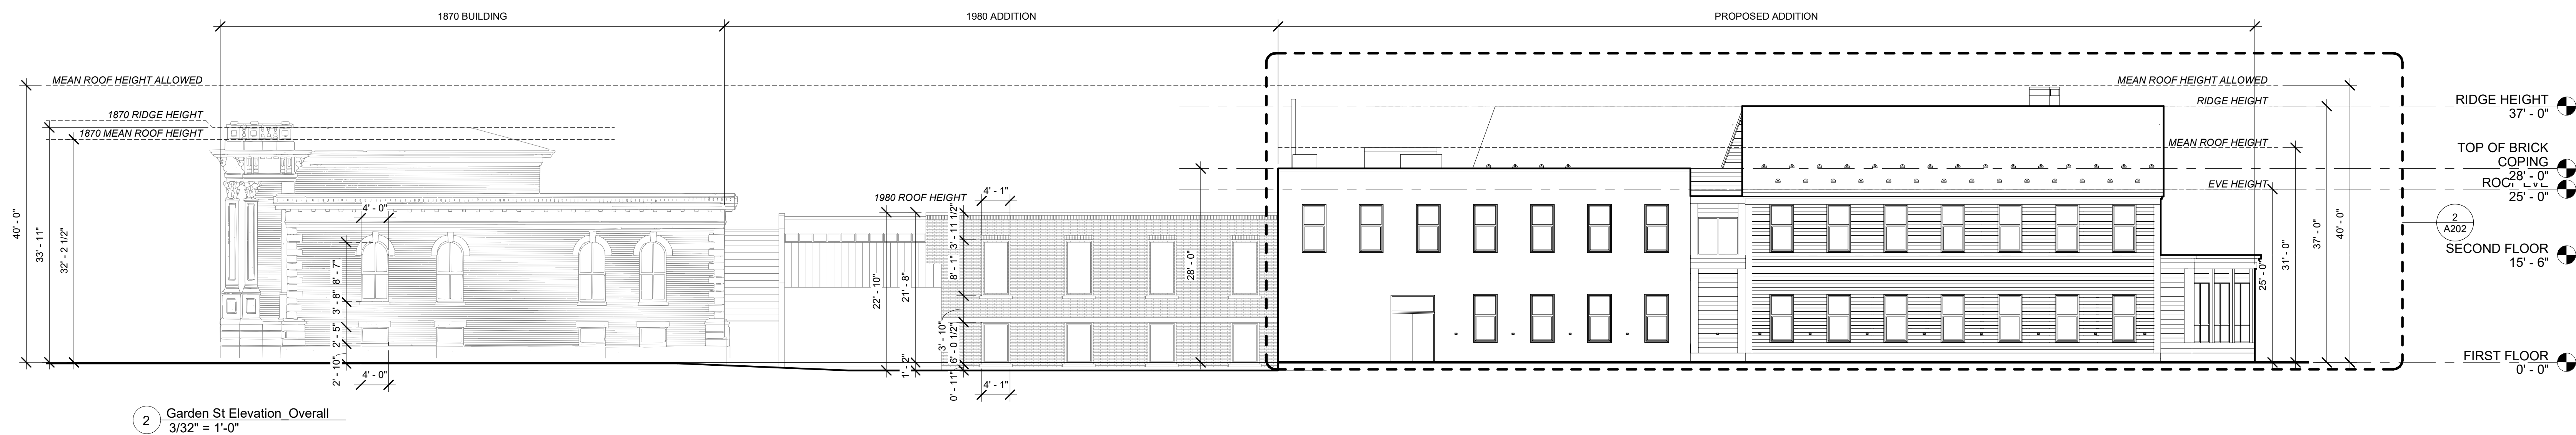 1870 BUILDING
1980 ADDITION
PROPOSED ADDITION
MEAN ROOF HEIGHT ALLOWED
1870 RIDGE HEIGHT
1870 MEAN ROOF HEIGHT
40' - 0"
33' - 11"
32' - 2 1/2"
4' - 0"
8' - 7"
3' - 8"
2' - 5"
2' - 10"
4' - 0"
1980 ROOF HEIGHT
22' - 10"
21' - 8"
1' - 2"
4' - 1"
3' - 11 1/2"
8' - 1"
3' - 10"
6' - 0 1/2"
0' - 11"
4' - 1"
28' - 0"
MEAN ROOF HEIGHT ALLOWED
RIDGE HEIGHT
MEAN ROOF HEIGHT
EVE HEIGHT
25' - 0"
31' - 0"
37' - 0"
40' - 0"
2
A202
RIDGE HEIGHT
37' - 0"
TOP OF BRICK
COPING
28' - 0"
ROOF EVE
25' - 0"
SECOND FLOOR
15' - 6"
FIRST FLOOR
0' - 0"
2
Garden St Elevation_Overall
3/32" = 1'-0"